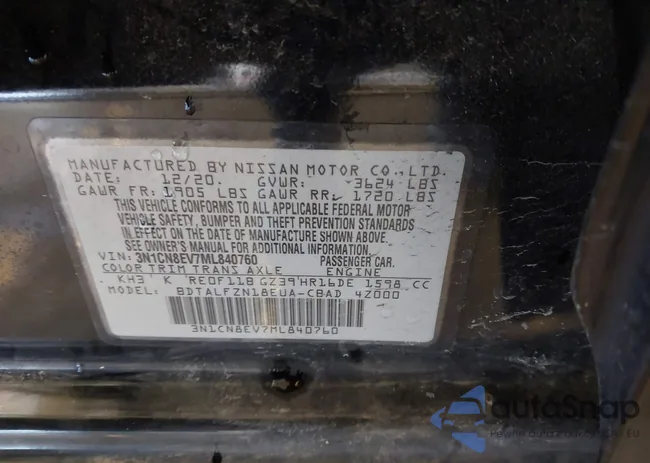 MANUFACTURED BY NISSAN MOTOR CO., LTD.
DATE: 12/20. GVWR: 3624 LBS
GAWR FR: 1905 LBS GAWR RR: 1720 LBS
THIS VEHICLE CONFORMS TO ALL APPLICABLE FEDERAL MOTOR
VEHICLE SAFETY, BUMPER AND THEFT PREVENTION STANDARDS
IN EFFECT ON THE DATE OF MANUFACTURE SHOWN ABOVE.
SEE OWNER'S MANUAL FOR ADDITIONAL INFORMATION.
VIN: 3N1CN8EV7ML840760 PASSENGER CAR.
COLOR TRIM TRANS AXLE ENGINE
KH3 K RE0F11B GZ39 HR16DE 1598 CC
MODEL: BDTALFZN18EUA-CBAD 4Z000
3N1CN8EV7ML840760
autoSnap